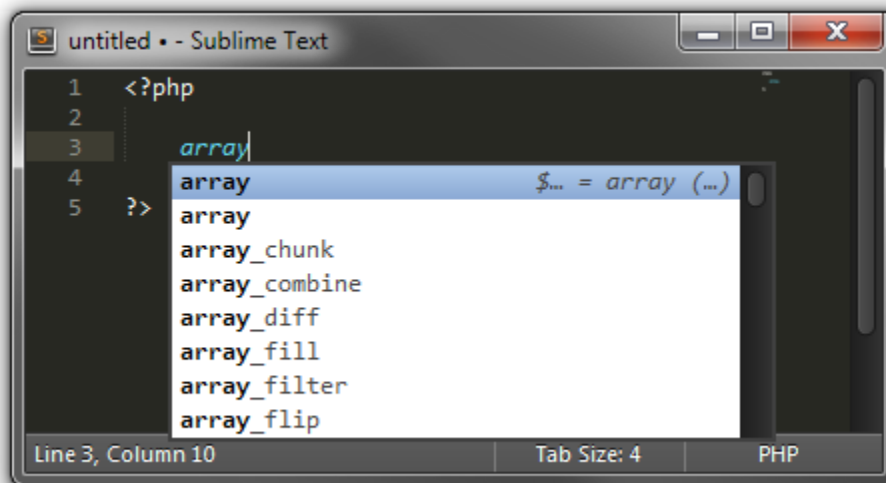 untitled • - Sublime Text
1 <?php
2
3 array
4
5 ?>
array $… = array (…)
array
array_chunk
array_combine
array_diff
array_fill
array_filter
array_flip
Line 3, Column 10 Tab Size: 4 PHP